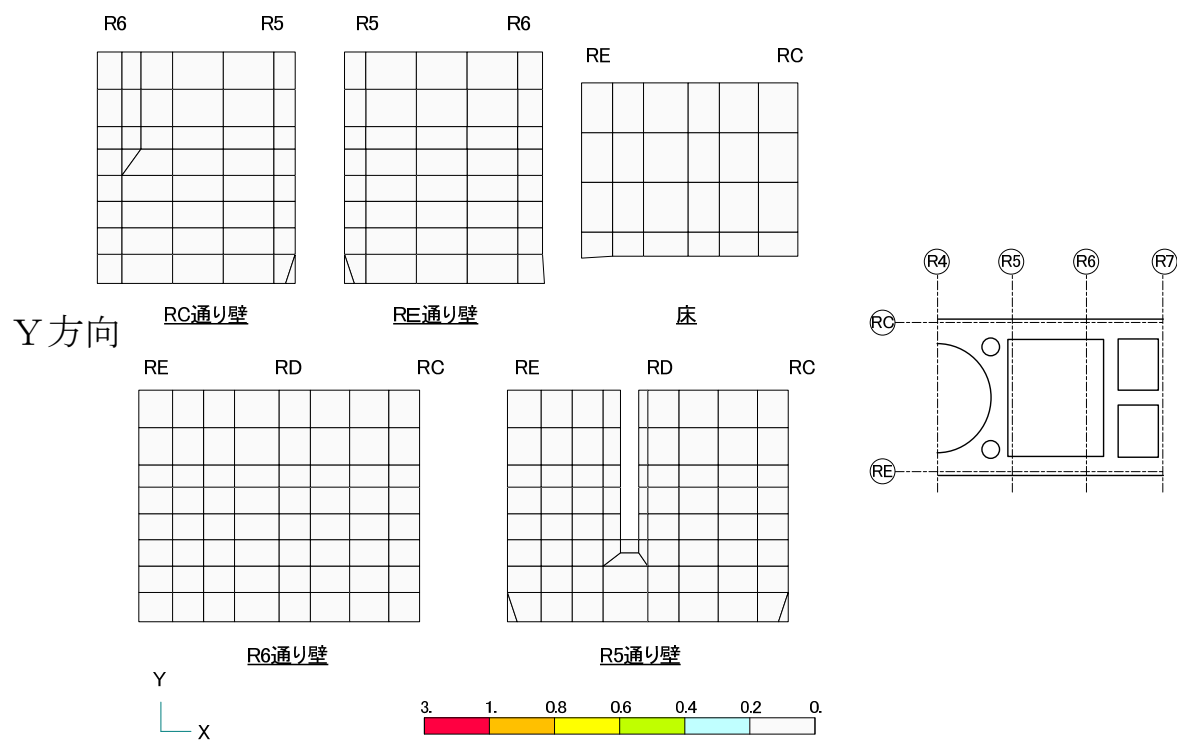 R6 R5 R5 R6
RE RC
RC通り壁 RE通り壁 床
Y方向
RE RD RC RE RD RC
R6通り壁 R5通り壁
R4 R5 R6 R7
RC
RE
Y
X
3. 1. 0.8 0.6 0.4 0.2 0.